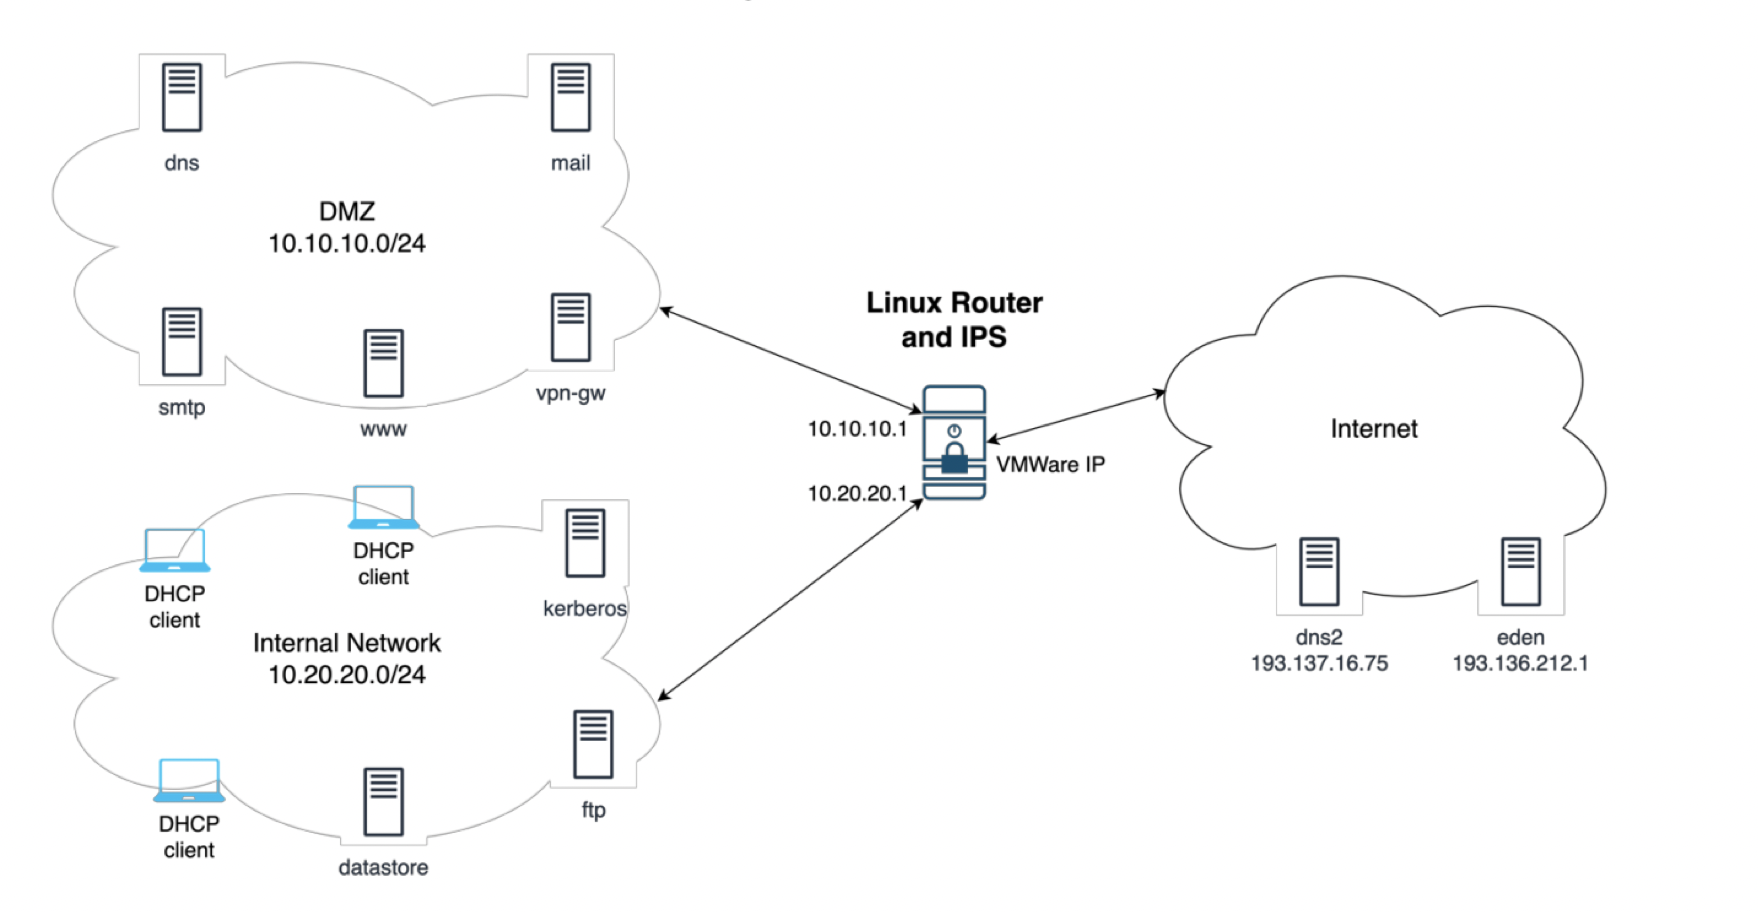 dns
mail
DMZ
10.10.10.0/24
smtp
www
vpn-gw
Linux Router
and IPS
10.10.10.1
10.20.20.1
VMWare IP
Internet
dns2
193.137.16.75
eden
193.136.212.1
DHCP
client
DHCP
client
kerberos
Internal Network
10.20.20.0/24
DHCP
client
datastore
ftp